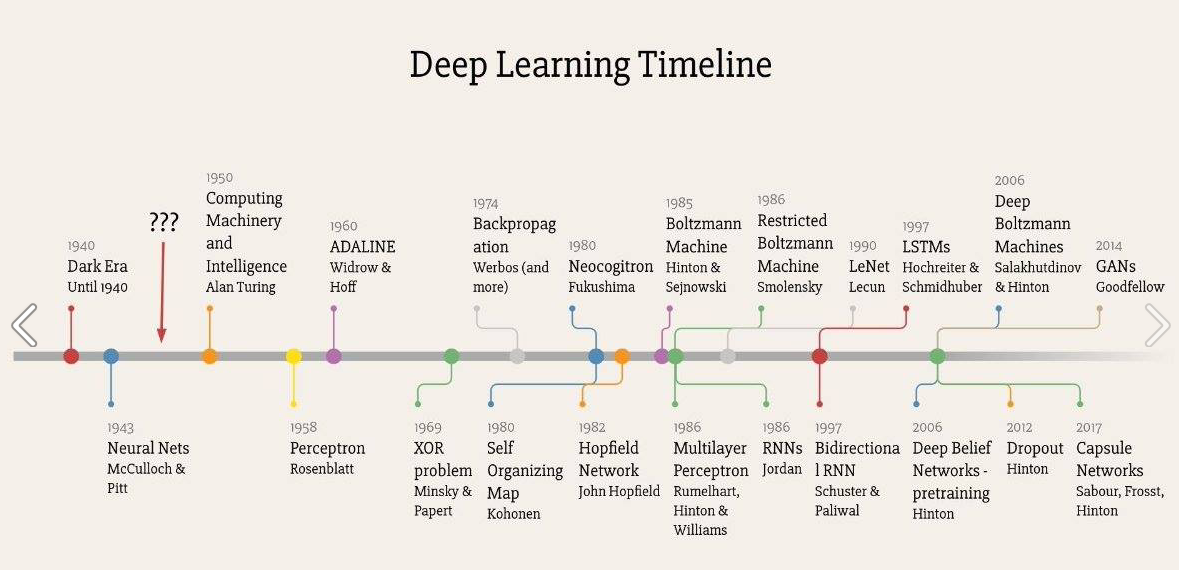 Deep Learning Timeline
1940
Dark Era
Until 1940
???
1950
Computing
Machinery
and
Intelligence
Alan Turing
1960
ADALINE
Widrow &
Hoff
1974
Backpropag
ation
Werbos (and
more)
1980
Neocogitron
Fukushima
1985
Boltzmann
Machine
Hinton &
Sejnowski
1986
Restricted
Boltzmann
Machine
Smolensky
1990
LeNet
Lecun
1997
LSTMs
Hochreiter &
Schmidhuber
2006
Deep
Boltzmann
Machines
Salakhutdinov
& Hinton
2014
GANs
Goodfellow
1943
Neural Nets
McCulloch &
Pitt
1958
Perceptron
Rosenblatt
1969
XOR
problem
Minsky &
Papert
1980
Self
Organizing
Map
Kohonen
1982
Hopfield
Network
John Hopfield
1986
Multilayer
Perceptron
Rumelhart,
Hinton &
Williams
1986
RNNs
Jordan
1997
Bidirectiona
l RNN
Schuster &
Paliwal
2006
Deep Belief
Networks -
pretraining
Hinton
2012
Dropout
Hinton
2017
Capsule
Networks
Sabour, Frosst,
Hinton